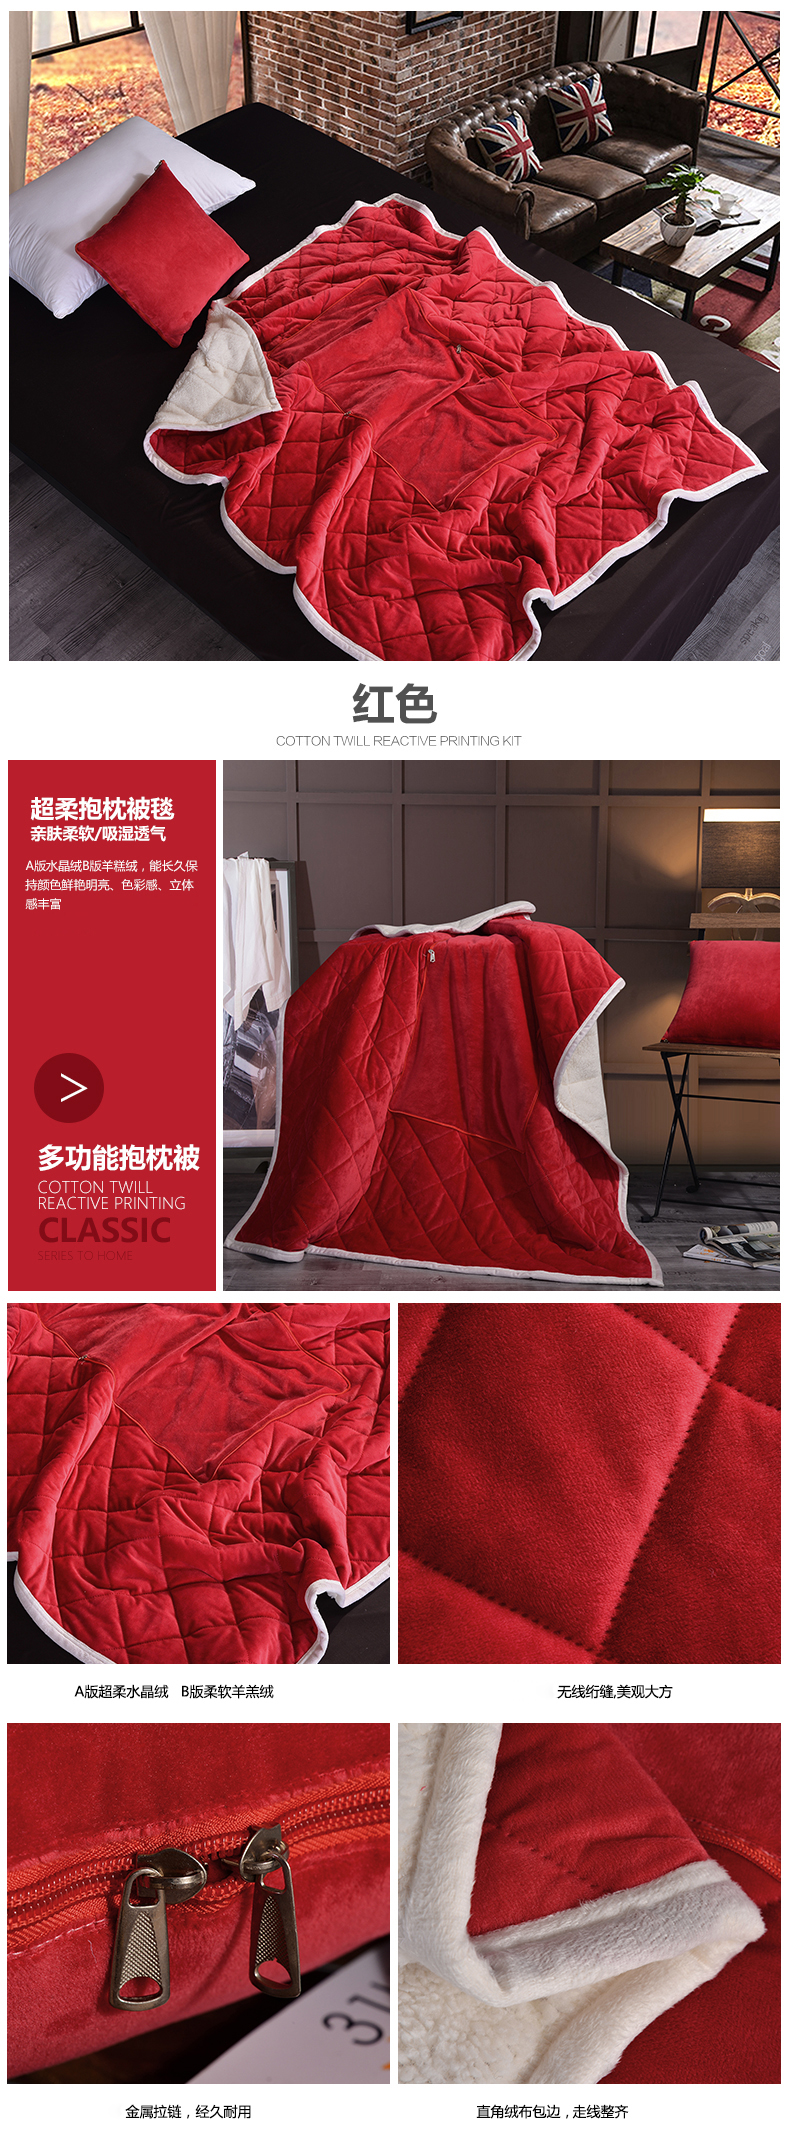 红色
COTTON TWILL REACTIVE PRINTING KIT
超柔抱枕被毯
亲肤柔软/吸湿透气
A版水晶绒B版羊糕绒，能长久保
持颜色鲜艳明亮、色彩感、立体
感丰富
>
多功能抱枕被
COTTON TWILL
REACTIVE PRINTING
CLASSIC
SERIES TO HOME
A版超柔水晶绒 B版柔软羊羔绒
无线绗缝,美观大方
金属拉链，经久耐用
直角绒布包边，走线整齐